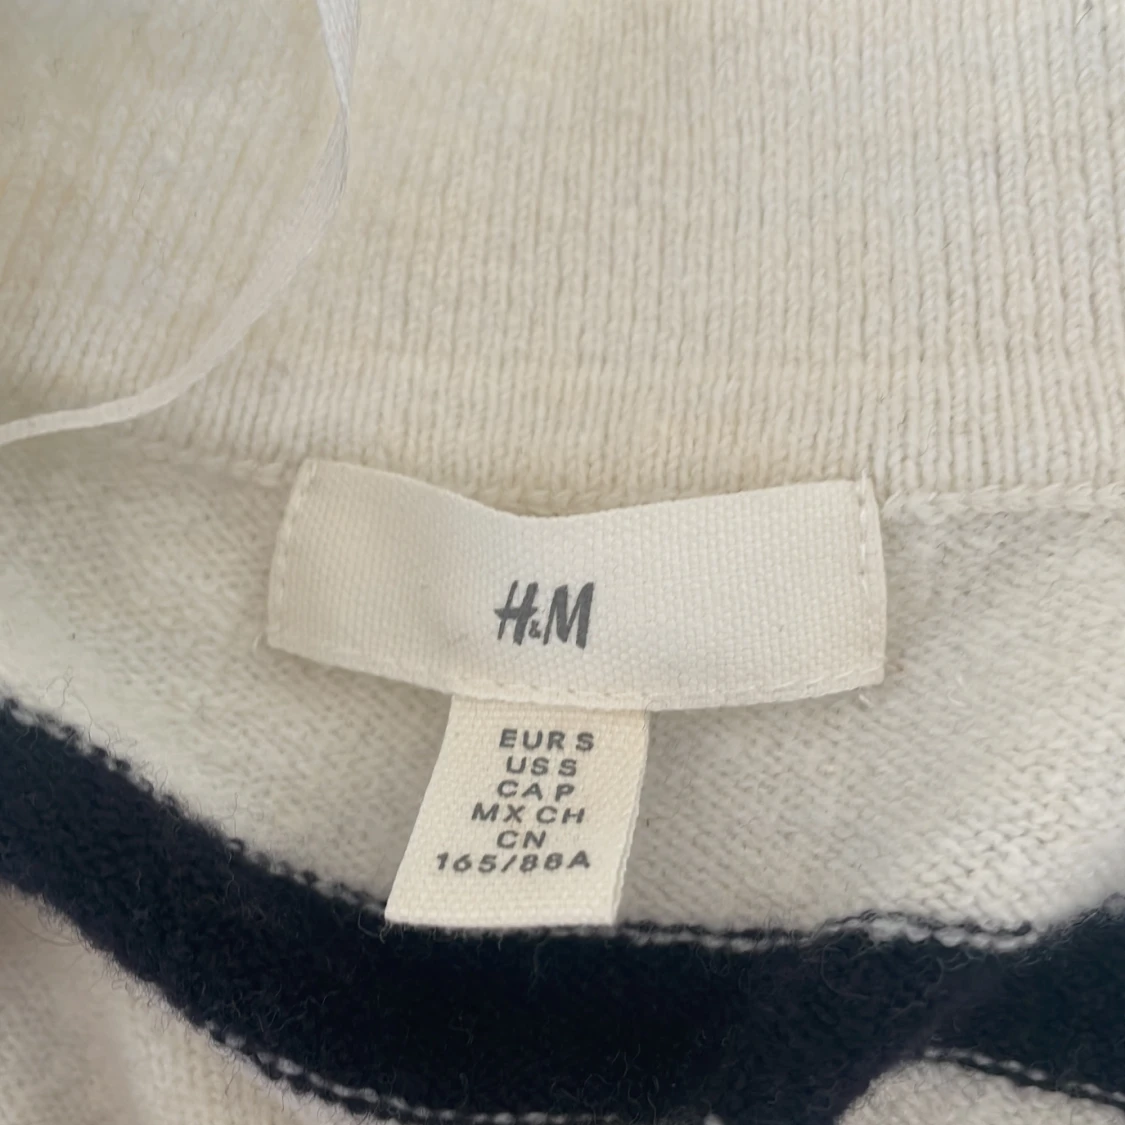 H&M
EUR S
US S
CA P
MX CH
CN
165/88A